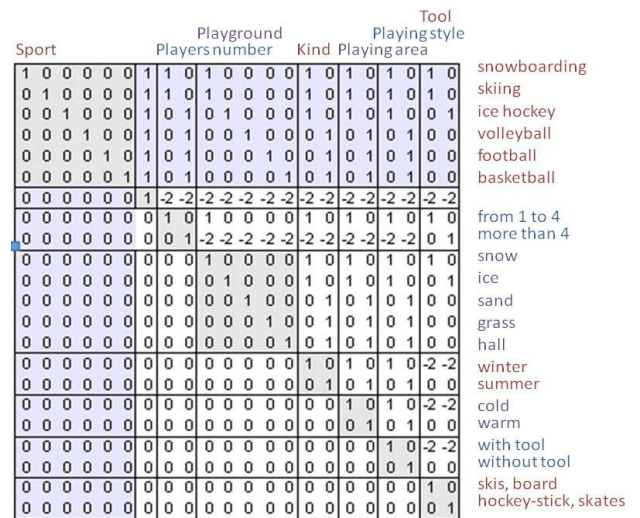 Tool
Playground Playing style
Sport Players number Kind Playing area
1 0 0 0 0 0 1 1 0 1 0 0 0 0 1 0 1 0 1 0 1 0 snowboarding
0 1 0 0 0 0 1 1 0 1 0 0 0 0 1 0 1 0 1 0 1 0 skiing
0 0 1 0 0 0 1 0 1 0 1 0 0 0 1 0 1 0 1 0 0 1 ice hockey
0 0 0 1 0 0 1 0 1 0 0 1 0 0 0 1 0 1 0 1 0 0 volleyball
0 0 0 0 1 0 1 0 1 0 0 0 1 0 0 1 0 1 0 1 0 0 football
0 0 0 0 0 1 1 0 1 0 0 0 0 1 0 1 0 1 0 1 0 0 basketball
0 0 0 0 0 0 1 -2 -2 -2 -2 -2 -2 -2 -2 -2 -2 -2 -2 -2 -2 -2
0 0 0 0 0 0 0 1 0 1 0 0 0 0 1 0 1 0 1 0 1 0 from 1 to 4
0 0 0 0 0 0 0 0 1 -2 -2 -2 -2 -2 -2 -2 -2 -2 -2 -2 0 1 more than 4
0 0 0 0 0 0 0 0 0 1 0 0 0 0 1 0 1 0 1 0 1 0 snow
0 0 0 0 0 0 0 0 0 0 1 0 0 0 1 0 1 0 1 0 0 1 ice
0 0 0 0 0 0 0 0 0 0 0 1 0 0 0 1 0 1 0 1 0 0 sand
0 0 0 0 0 0 0 0 0 0 0 0 1 0 0 1 0 1 0 1 0 0 grass
0 0 0 0 0 0 0 0 0 0 0 0 0 1 0 1 0 1 0 1 0 0 hall
0 0 0 0 0 0 0 0 0 0 0 0 0 0 1 0 1 0 1 0 -2 -2 winter
0 0 0 0 0 0 0 0 0 0 0 0 0 0 0 1 0 1 0 1 0 0 summer
0 0 0 0 0 0 0 0 0 0 0 0 0 0 0 0 1 0 1 0 -2 -2 cold
0 0 0 0 0 0 0 0 0 0 0 0 0 0 0 0 0 1 0 1 0 0 warm
0 0 0 0 0 0 0 0 0 0 0 0 0 0 0 0 0 0 1 0 -2 -2 with tool
0 0 0 0 0 0 0 0 0 0 0 0 0 0 0 0 0 0 0 1 0 0 without tool
0 0 0 0 0 0 0 0 0 0 0 0 0 0 0 0 0 0 0 0 1 0 skis, board
0 0 0 0 0 0 0 0 0 0 0 0 0 0 0 0 0 0 0 0 0 1 hockey-stick, skates